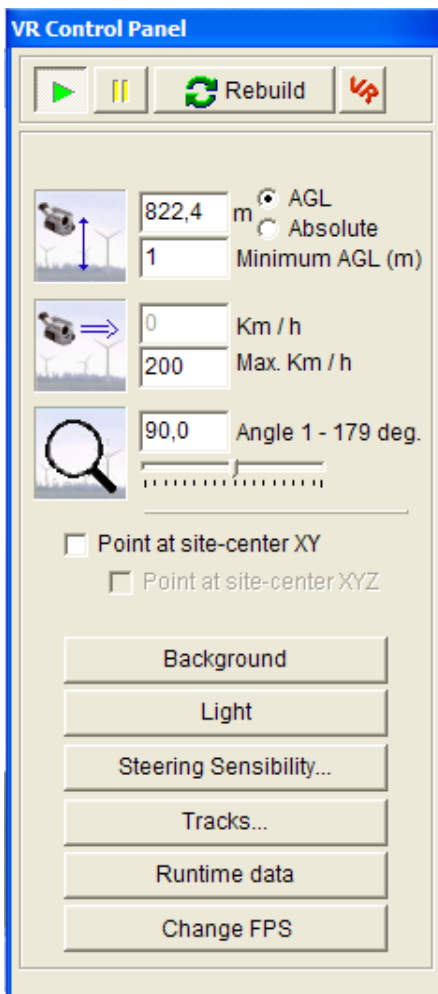 VR Control Panel
Rebuild
VR
822,4 m AGL
Absolute
1 Minimum AGL (m)
0 Km / h
200 Max. Km / h
90,0 Angle 1 - 179 deg.
Point at site-center XY
Point at site-center XYZ
Background
Light
Steering Sensibility...
Tracks...
Runtime data
Change FPS